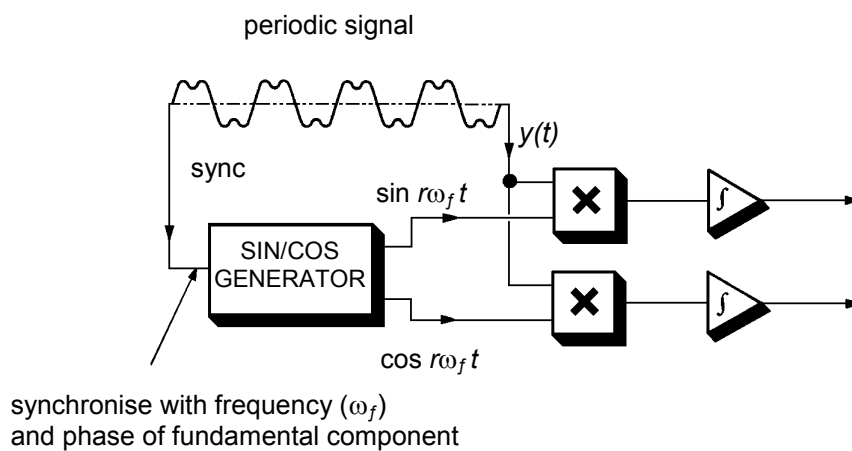 periodic signal
y(t)
sync
sin rω_f t
×
∫
SIN/COS
GENERATOR
×
∫
cos rω_f t
synchronise with frequency (ω_f)
and phase of fundamental component